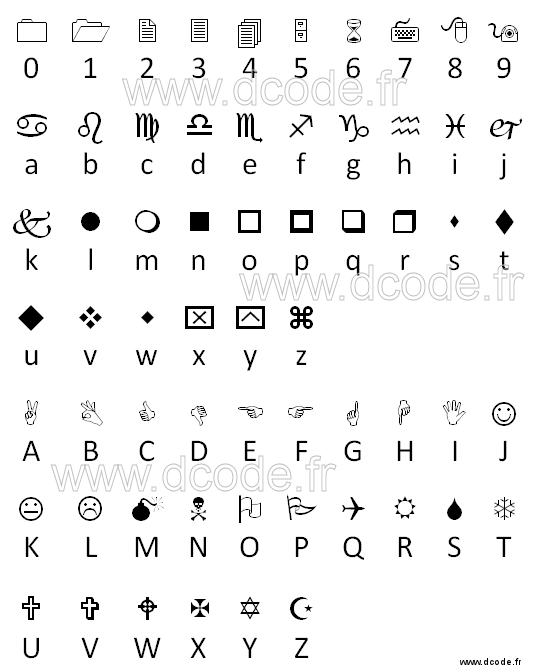 0 1 2 3 4 5 6 7 8 9
www.dcode.fr
a b c d e f g h i j
k l m n o p q r s t
www.dcode.fr
u v w x y z
A B C D E F G H I J
www.dcode.fr
K L M N O P Q R S T
U V W X Y Z
www.dcode.fr